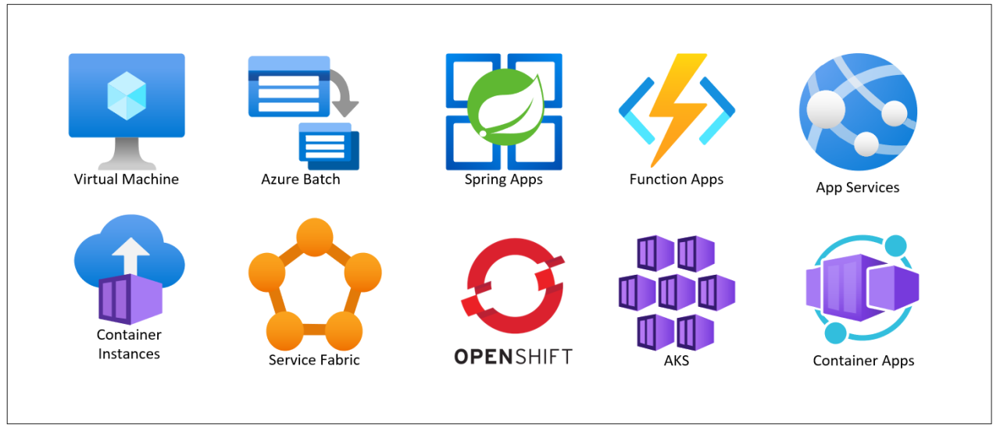 Virtual Machine
Azure Batch
Spring Apps
Function Apps
App Services
Container
Instances
Service Fabric
OPENSHIFT
AKS
Container Apps